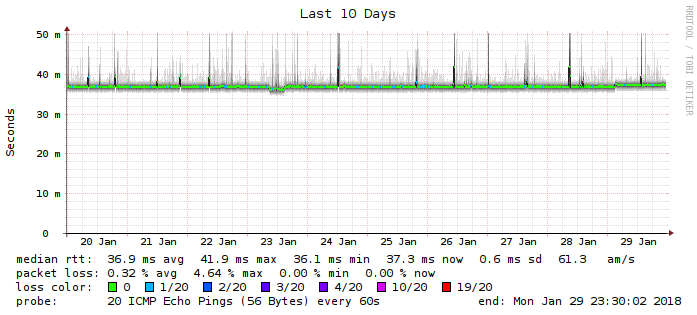 Last 10 Days
RRDTOOL / TOBI OETIKER
50 m
40 m
30 m
20 m
10 m
0
Seconds
20 Jan 21 Jan 22 Jan 23 Jan 24 Jan 25 Jan 26 Jan 27 Jan 28 Jan 29 Jan
median rtt: 36.9 ms avg 41.9 ms max 36.1 ms min 37.3 ms now 0.6 ms sd 61.3 am/s
packet loss: 0.32 % avg 4.64 % max 0.00 % min 0.00 % now
loss color: 0 1/20 2/20 3/20 4/20 10/20 19/20
probe: 20 ICMP Echo Pings (56 Bytes) every 60s end: Mon Jan 29 23:30:02 2018